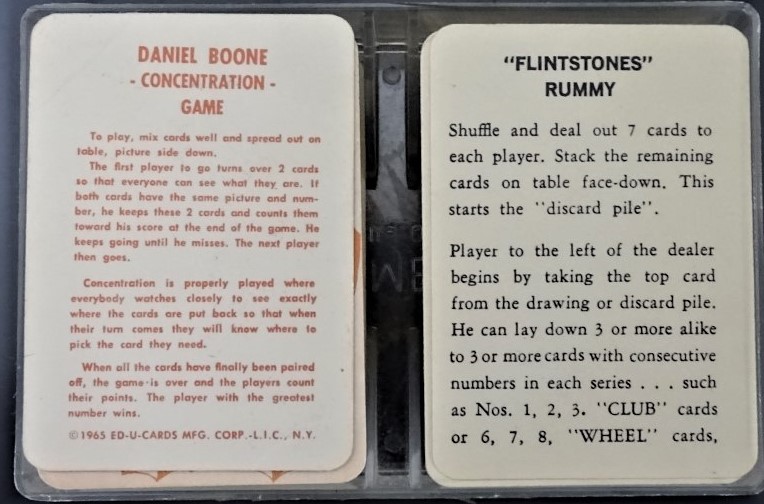 DANIEL BOONE
- CONCENTRATION -
GAME
To play, mix cards well and spread out on
table, picture side down.
The first player to go turns over 2 cards
so that everyone can see what they are. If
both cards have the same picture and num-
ber, he keeps these 2 cards and counts them
toward his score at the end of the game. He
keeps going until he misses. The next player
then goes.
Concentration is properly played where
everybody watches closely to see exactly
where the cards are put back so that when
their turn comes they will know where to
pick the card they need.
When all the cards have finally been paired
off, the game is over and the players count
their points. The player with the greatest
number wins.
©1965 ED-U-CARDS MFG. CORP.-L.I.C., N.Y.
"FLINTSTONES"
RUMMY
Shuffle and deal out 7 cards to
each player. Stack the remaining
cards on table face-down. This
starts the "discard pile".
Player to the left of the dealer
begins by taking the top card
from the drawing or discard pile.
He can lay down 3 or more alike
to 3 or more cards with consecutive
numbers in each series . . . such
as Nos. 1, 2, 3. "CLUB" cards
or 6, 7, 8, "WHEEL" cards,